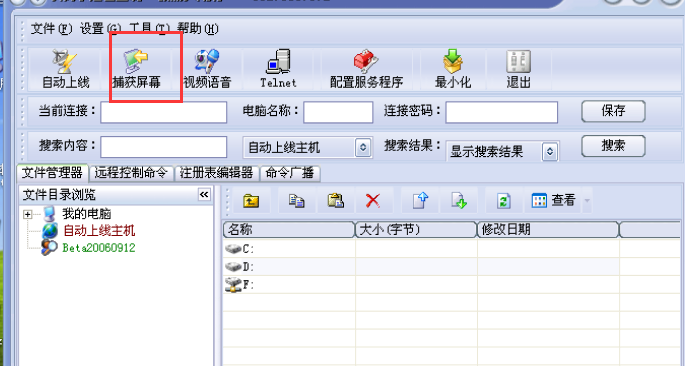 文件(F) 设置(G) 工具(T) 帮助(H)
自动上线 捕获屏幕 视频语音 Telnet 配置服务程序 最小化 退出
当前连接: 电脑名称: 连接密码: 保存
搜索内容: 自动上线主机 搜索结果: 显示搜索结果 搜索
文件管理器 远程控制命令 注册表编辑器 命令广播
文件目录浏览 查看
我的电脑
自动上线主机
Beta20060912
名称 大小(字节) 修改日期
C:
D:
F: